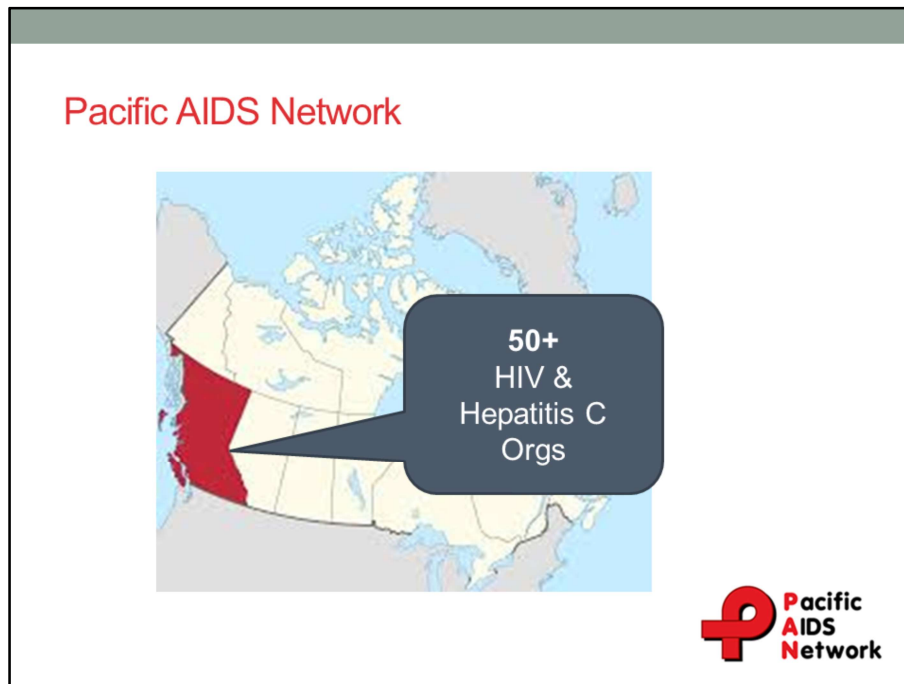 Pacific AIDS Network
50+
HIV &
Hepatitis C
Orgs
Pacific
AIDS
Network